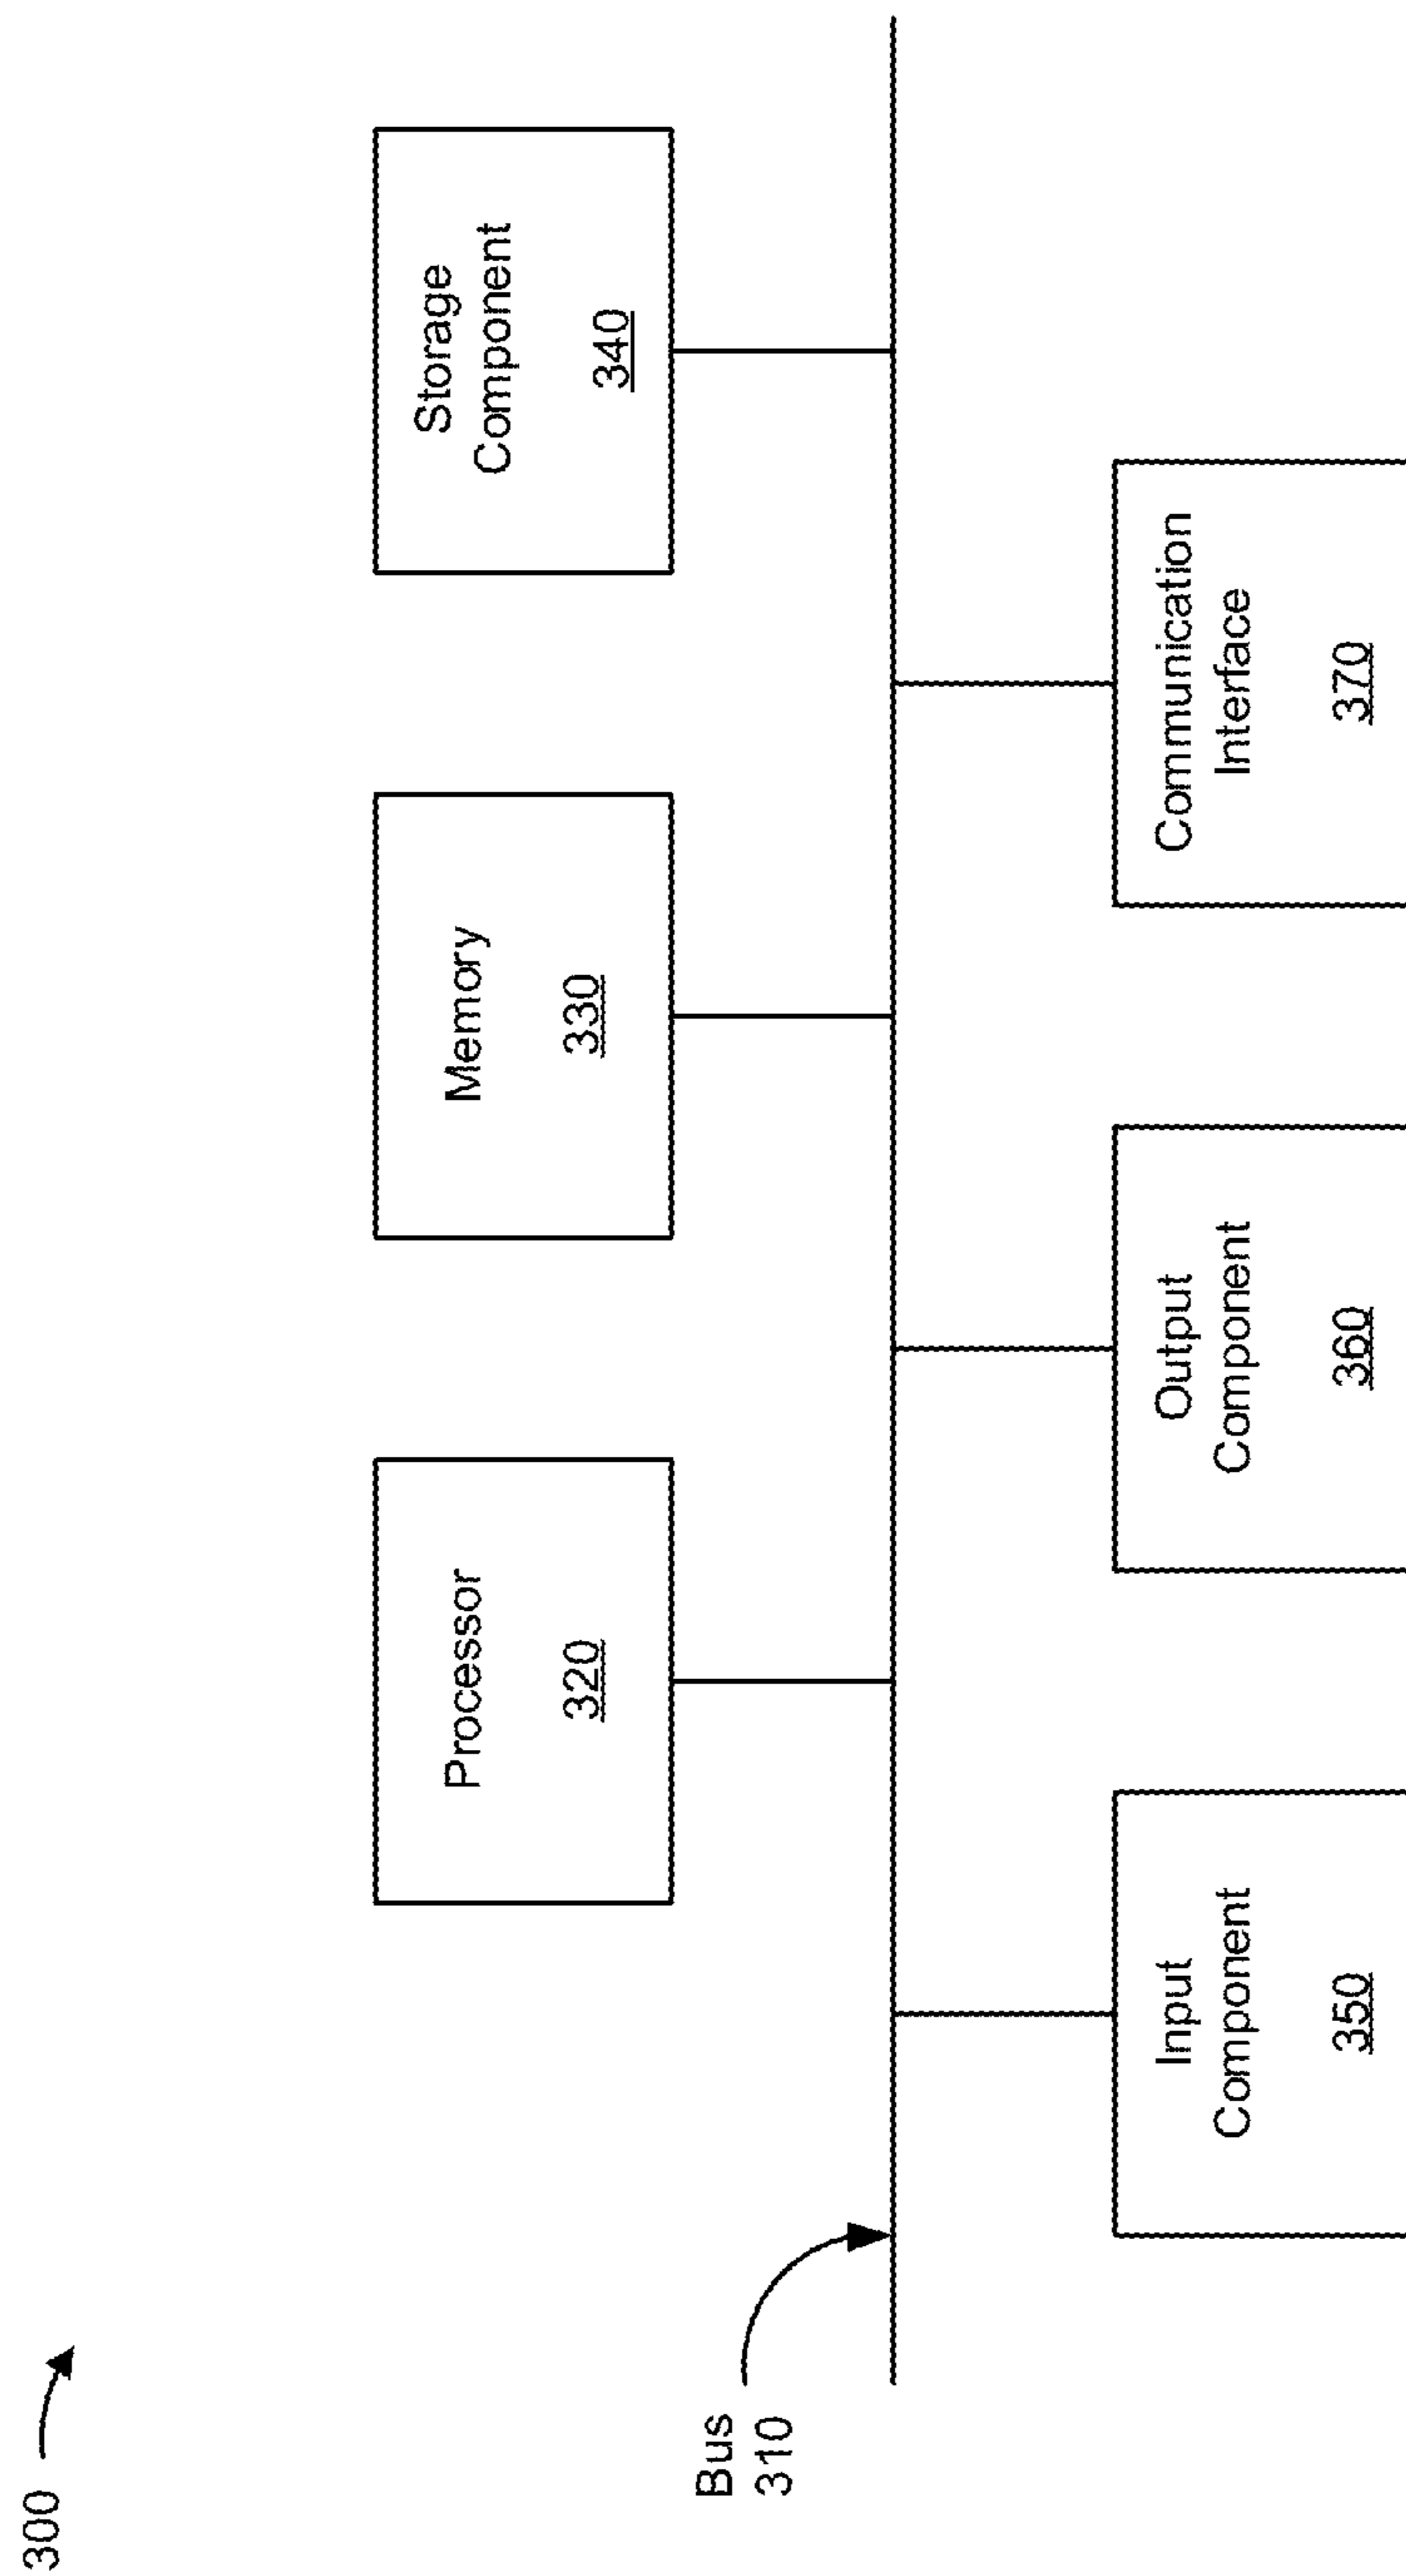 300
Processor
320
Memory
330
Storage
Component
340
Bus
310
Input
Component
350
Output
Component
360
Communication
Interface
370